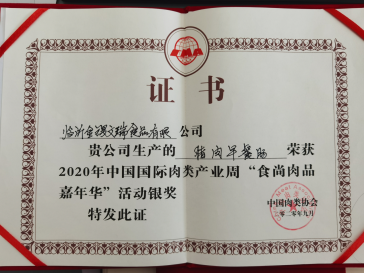 证书
临沂金锣文瑞食品有限公司
贵公司生产的 猪肉早餐肠 荣获
2020年中国国际肉类产业周“食尚肉品
嘉年华”活动银奖
特发此证
中国肉类协会
二零年九月